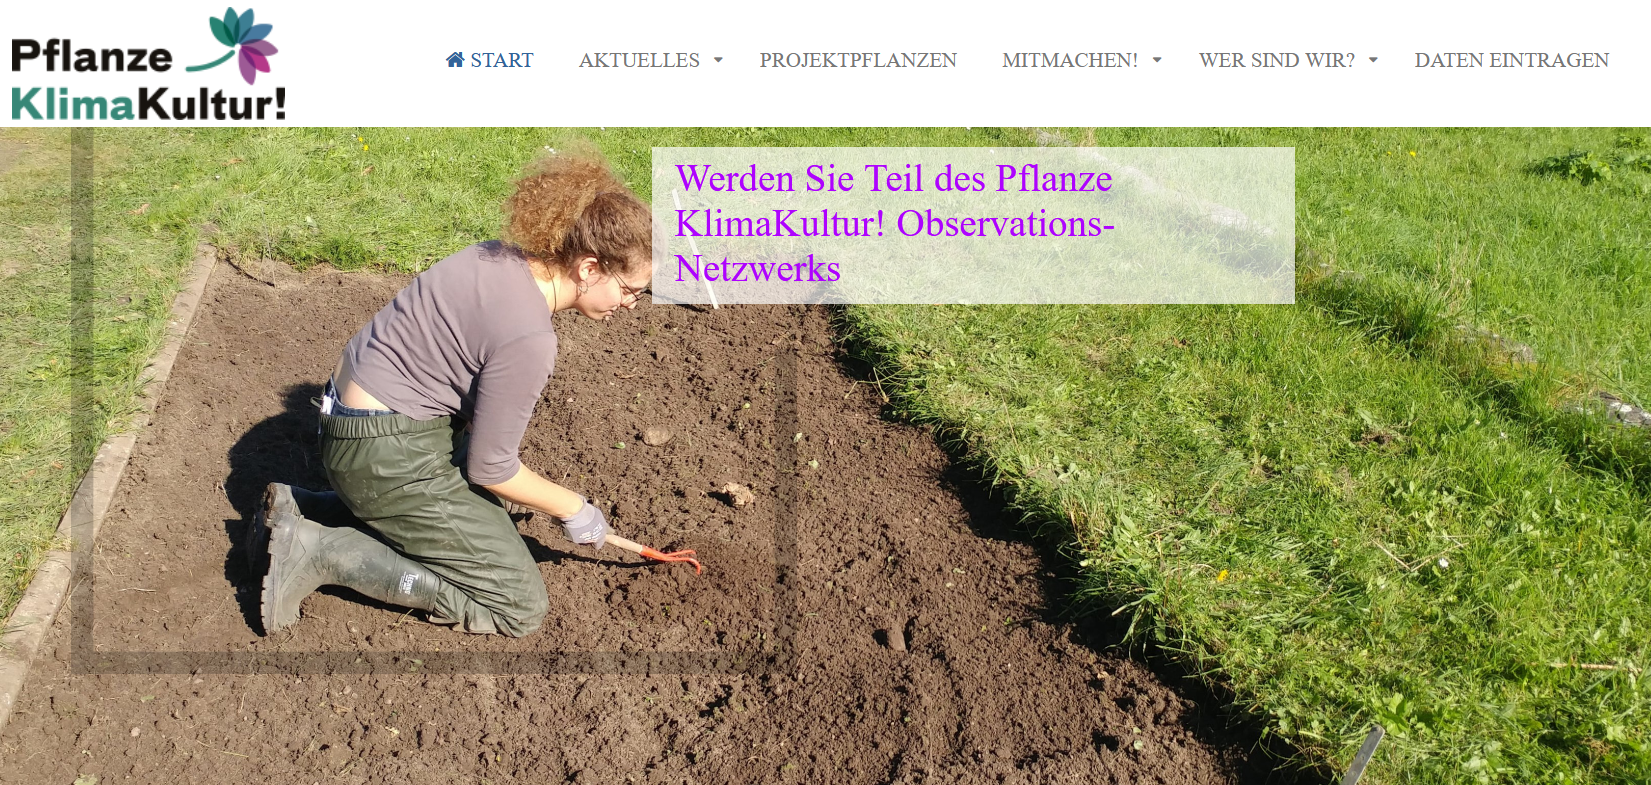 Pflanze
KlimaKultur!
START AKTUELLES PROJEKTPFLANZEN MITMACHEN! WER SIND WIR? DATEN EINTRAGEN
Werden Sie Teil des Pflanze
KlimaKultur! Observations-
Netzwerks